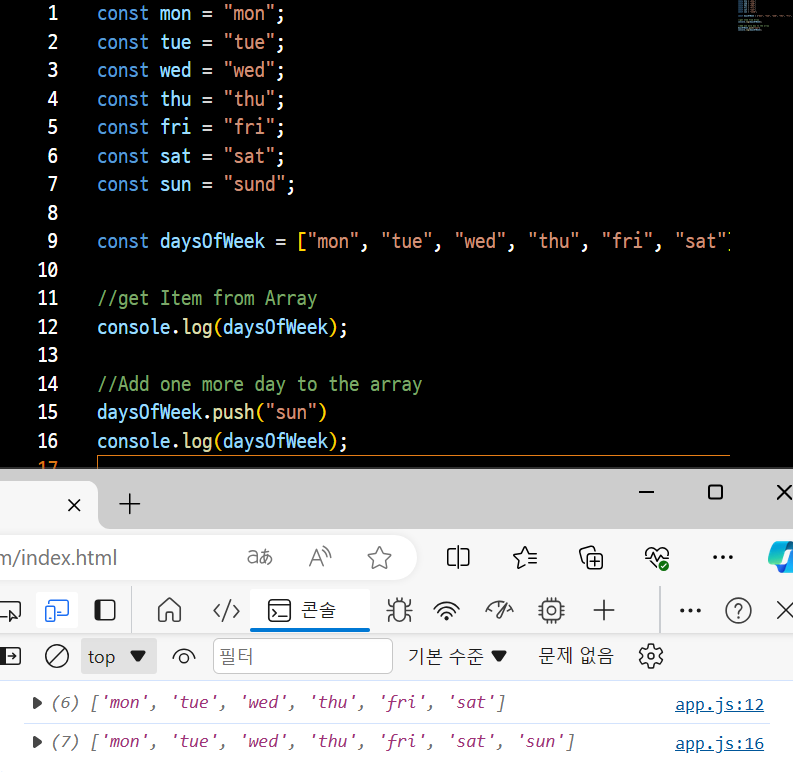 1 const mon = "mon";
2 const tue = "tue";
3 const wed = "wed";
4 const thu = "thu";
5 const fri = "fri";
6 const sat = "sat";
7 const sun = "sund";
8
9 const daysOfWeek = ["mon", "tue", "wed", "thu", "fri", "sat"]
10
11 //get Item from Array
12 console.log(daysOfWeek);
13
14 //Add one more day to the array
15 daysOfWeek.push("sun")
16 console.log(daysOfWeek);
17
m/index.html
콘솔
top 필터 기본 수준 문제 없음
(6) ['mon', 'tue', 'wed', 'thu', 'fri', 'sat'] app.js:12
(7) ['mon', 'tue', 'wed', 'thu', 'fri', 'sat', 'sun'] app.js:16